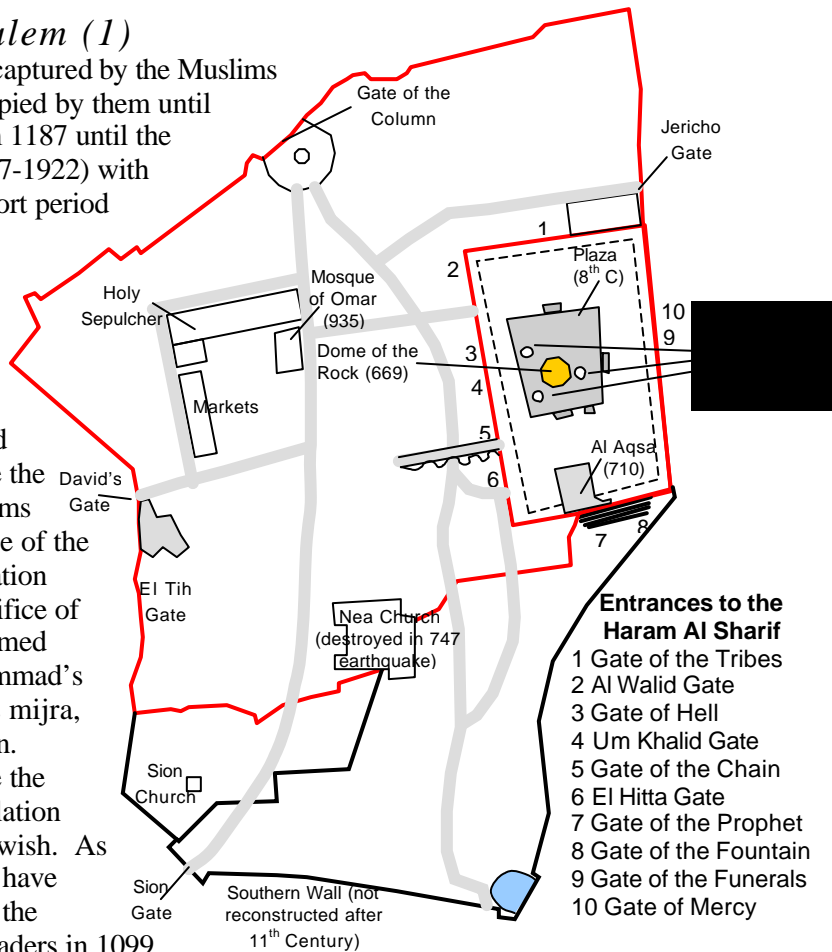 alem (1)
captured by the Muslims
pied by them until
1187 until the
7-1922) with
ort period
d
e the
ms
e of the
ation
ifice of
med
mmad's
mijra,
n.
e the
lation
wish. As
have
the
aders in 1099
Gate of the
Column
Jericho
Gate
1
2
Plaza
(8th C)
Holy
Sepulcher
Mosque
of Omar
(935)
10
9
Dome of the
Rock (669)
3
4
Markets
5
Al Aqsa
(710)
David's
Gate
6
7
8
El Tih
Gate
Nea Church
(destroyed in 747
earthquake)
Sion
Church
Sion
Gate
Southern Wall (not
reconstructed after
11th Century)
Entrances to the
Haram Al Sharif
1 Gate of the Tribes
2 Al Walid Gate
3 Gate of Hell
4 Um Khalid Gate
5 Gate of the Chain
6 El Hitta Gate
7 Gate of the Prophet
8 Gate of the Fountain
9 Gate of the Funerals
10 Gate of Mercy